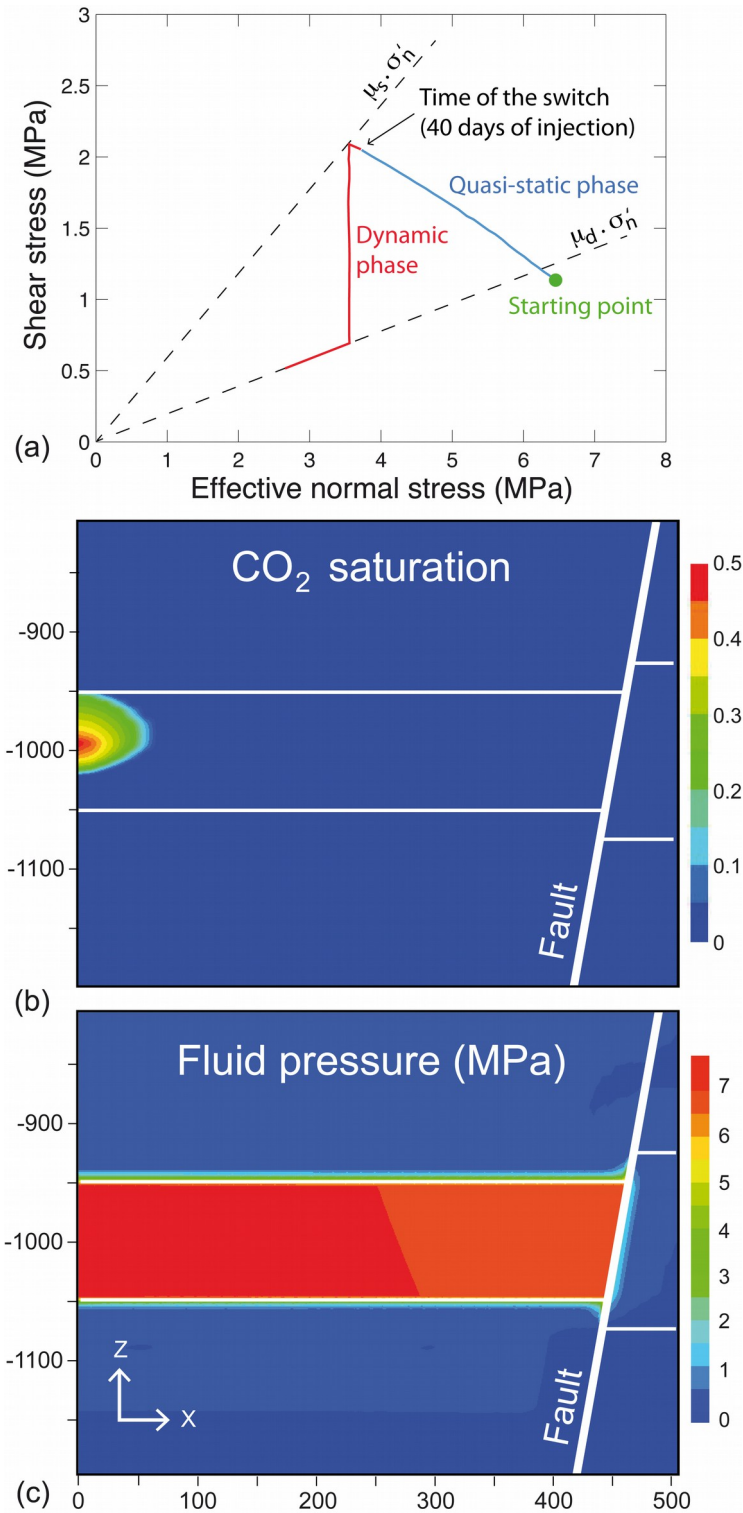 3
2.5
2
1.5
1
0.5
0
Shear stress (MPa)
μs.σ′n
Time of the switch
(40 days of injection)
Quasi-static phase
μd.σ′n
Dynamic
phase
Starting point
(a)
0 1 2 3 4 5 6 7 8
Effective normal stress (MPa)
CO2 saturation
-900
-1000
-1100
Fault
0.5
0.4
0.3
0.2
0.1
0
(b)
Fluid pressure (MPa)
-900
-1000
-1100
Z
X
Fault
7
6
5
4
3
2
1
0
(c)
0 100 200 300 400 500